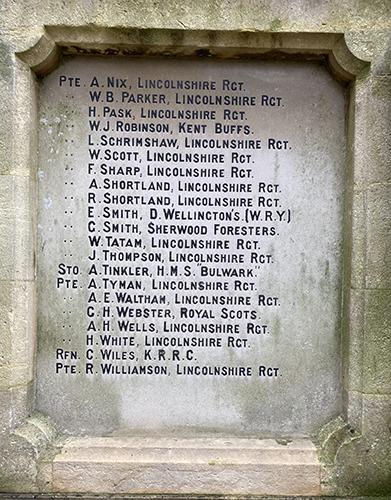 PTE. A. NIX, LINCOLNSHIRE RGT.
" W. B. PARKER, LINCOLNSHIRE RGT.
" H. PASK, LINCOLNSHIRE RGT.
" W. J. ROBINSON, KENT BUFFS.
" L. SCHRIMSHAW, LINCOLNSHIRE RGT.
" W. SCOTT, LINCOLNSHIRE RGT.
" F. SHARP, LINCOLNSHIRE RGT.
" A. SHORTLAND, LINCOLNSHIRE RGT.
" R. SHORTLAND, LINCOLNSHIRE RGT.
" E. SMITH, D. WELLINGTON'S. (W.R.Y.)
" G. SMITH, SHERWOOD FORESTERS.
" W. TATAM, LINCOLNSHIRE RGT.
" J. THOMPSON, LINCOLNSHIRE RGT.
STO. A. TINKLER, H.M.S. "BULWARK."
PTE. A. TYMAN, LINCOLNSHIRE RGT.
" A. E. WALTHAM, LINCOLNSHIRE RGT.
" G. H. WEBSTER, ROYAL SCOTS.
" A. H. WELLS, LINCOLNSHIRE RGT.
" H. WHITE, LINCOLNSHIRE RGT.
RFN. C. WILES, K.R.R.C.
PTE. R. WILLIAMSON, LINCOLNSHIRE RGT.